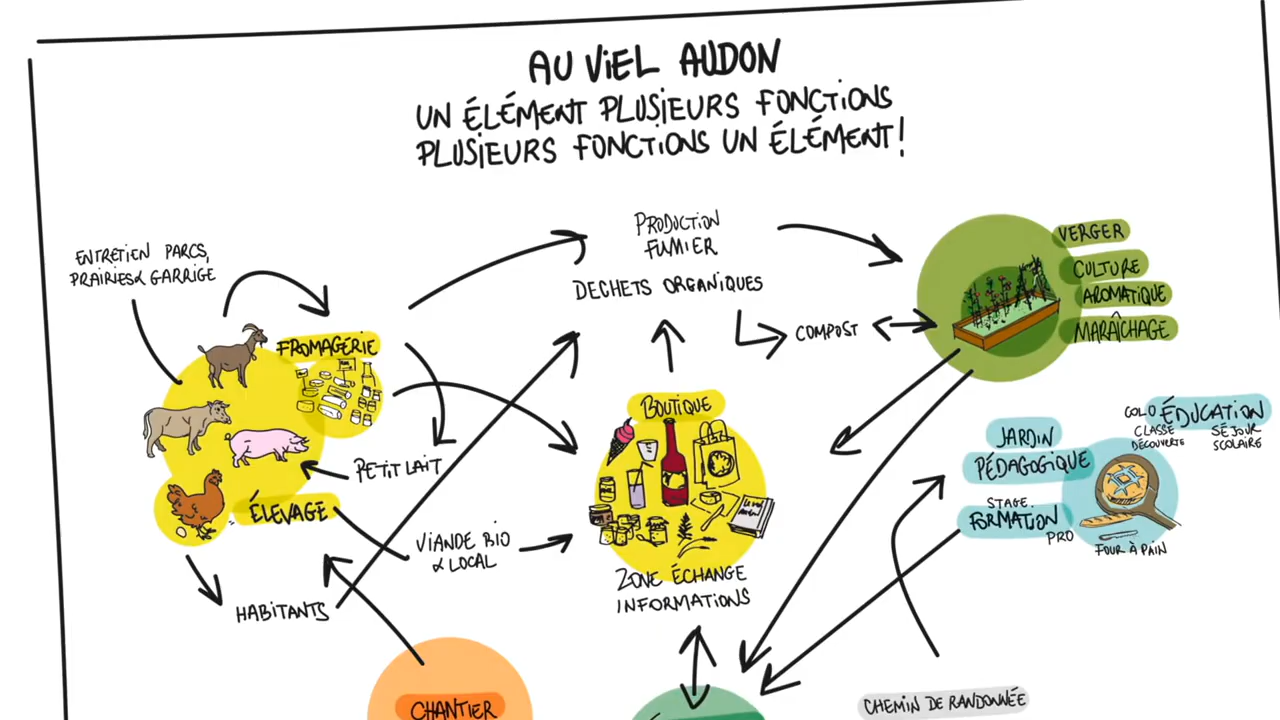 AU VIEL AUDON
UN ÉLÉMENT PLUSIEURS FONCTIONS
PLUSIEURS FONCTIONS UN ÉLÉMENT!
ENTRETIEN PARCS,
PRAIRIES & GARRIGE
PRODUCTION
FUMIER
DECHETS ORGANIQUES
COMPOST
VERGER
CULTURE
AROMATIQUE
MARAÎCHAGE
FROMAGÉRIE
BOUTIQUE
PETIT LAIT
ÉLEVAGE
VIANDE BIO
& LOCAL
HABITANTS
ZONE ÉCHANGE
INFORMATIONS
COLO ÉDUCATION
CLASSE
DÉCOUVERTE
SÉJOUR
SCOLAIRE
JARDIN
PÉDAGOGIQUE
STAGE
FORMATION
PRO
FOUR À PAIN
CHANTIER
CHEMIN DE RANDONNÉE